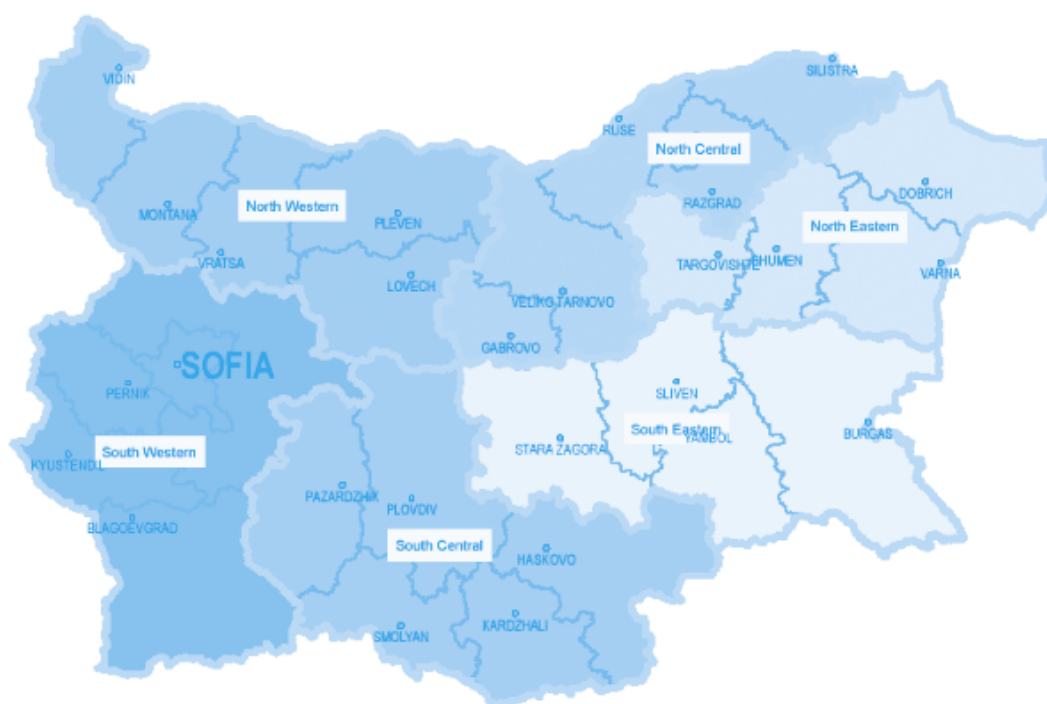 VIDIN
SILISTRA
RUSE
North Central
RAZGRAD
DOBRICH
MONTANA
North Western
PLEVEN
North Eastern
VRATSA
TARGOVISHTE
SHUMEN
VARNA
LOVECH
VELIKO TARNOVO
GABROVO
SOFIA
PERNIK
SLIVEN
South Eastern
YAMBOL
BURGAS
STARA ZAGORA
South Western
KYUSTENDIL
PAZARDZHIK
PLOVDIV
BLAGOEVGRAD
South Central
HASKOVO
KARDZHALI
SMOLYAN